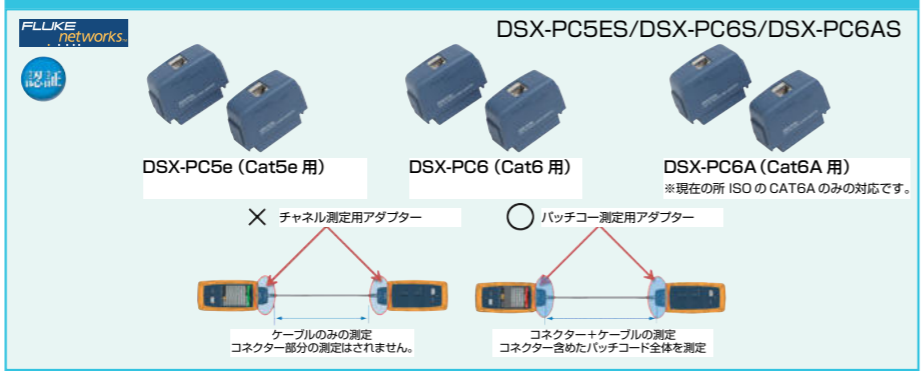 FLUKE
networks
DSX-PC5ES/DSX-PC6S/DSX-PC6AS
認証
DSX-PC5e（Cat5e 用）
DSX-PC6（Cat6 用）
DSX-PC6A（Cat6A 用）
※現在の所 ISO の CAT6A のみの対応です。
× チャネル測定用アダプター
○ パッチコー測定用アダプター
ケーブルのみの測定
コネクター部分の測定はされません。
コネクター＋ケーブルの測定
コネクター含めたパッチコード全体を測定